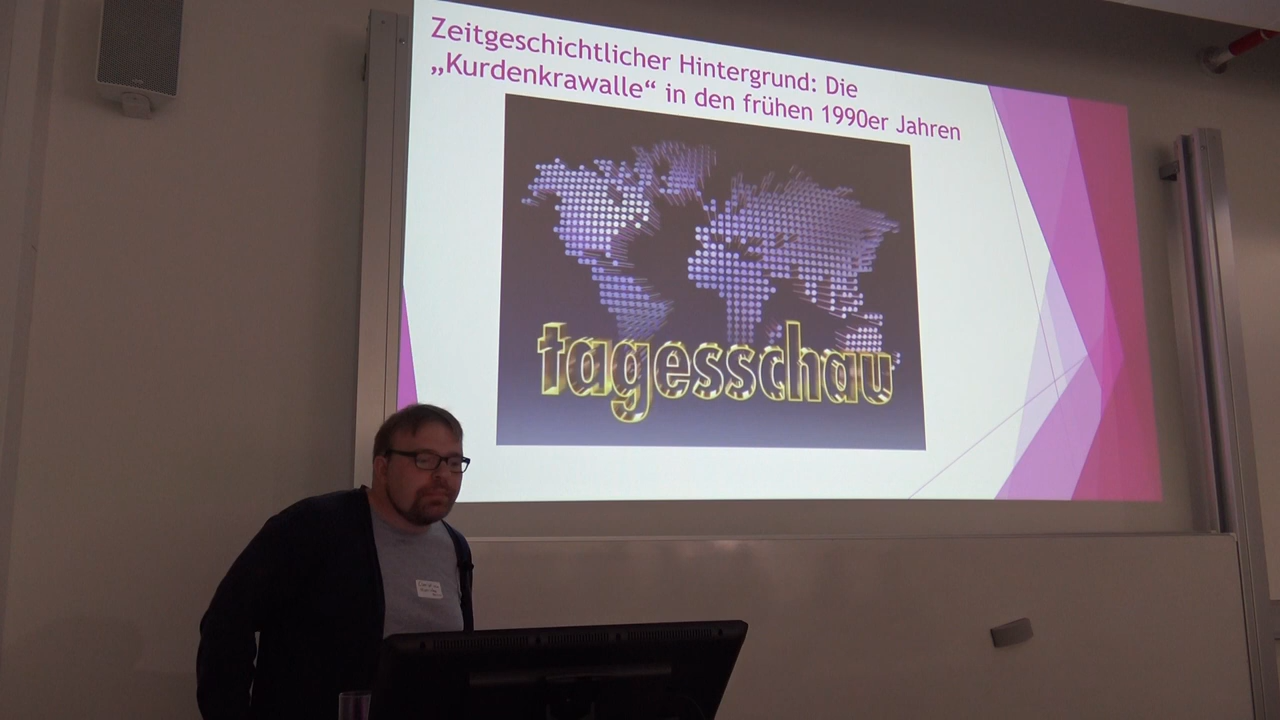 Zeitgeschichtlicher Hintergrund: Die
„Kurdenkrawalle“ in den frühen 1990er Jahren
tagesschau